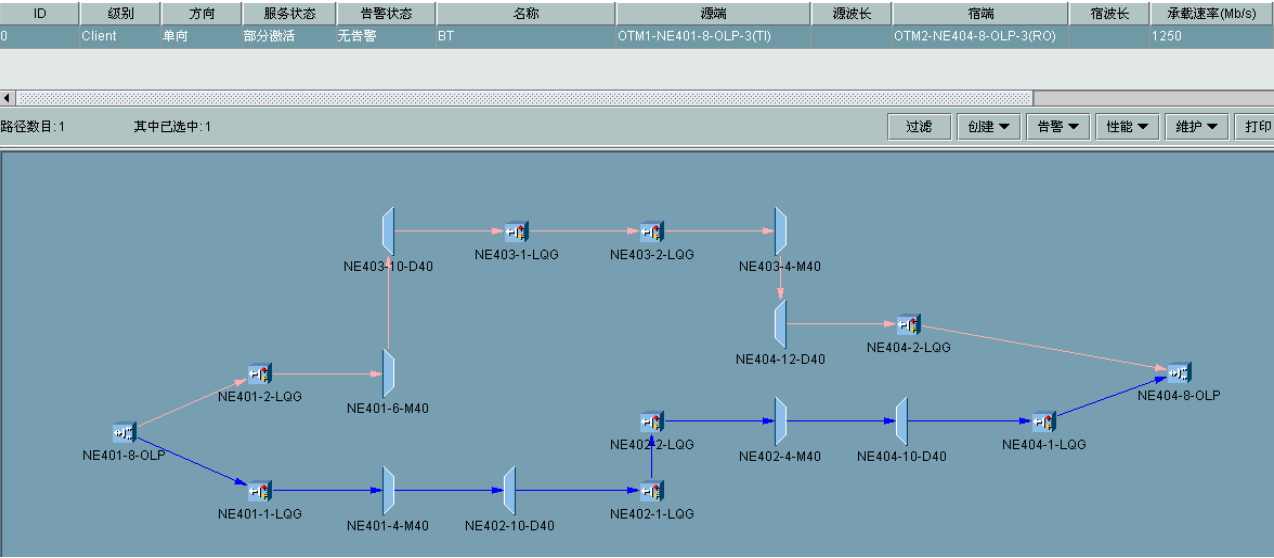 ID 级别 方向 服务状态 告警状态 名称 源端 源波长 宿端 宿波长 承载速率(Mb/s)
0 Client 单向 部分激活 无告警 BT OTM1-NE401-8-OLP-3(TI) OTM2-NE404-8-OLP-3(RO) 1250
路径数目:1 其中已选中:1 过滤 创建 告警 性能 维护 打印
NE403-10-D40 NE403-1-LQG NE403-2-LQG NE403-4-M40
NE404-12-D40 NE404-2-LQG
NE401-2-LQG NE401-6-M40 NE404-8-OLP
NE401-8-OLP NE402-2-LQG NE402-4-M40 NE404-10-D40 NE404-1-LQG
NE401-1-LQG NE401-4-M40 NE402-10-D40 NE402-1-LQG